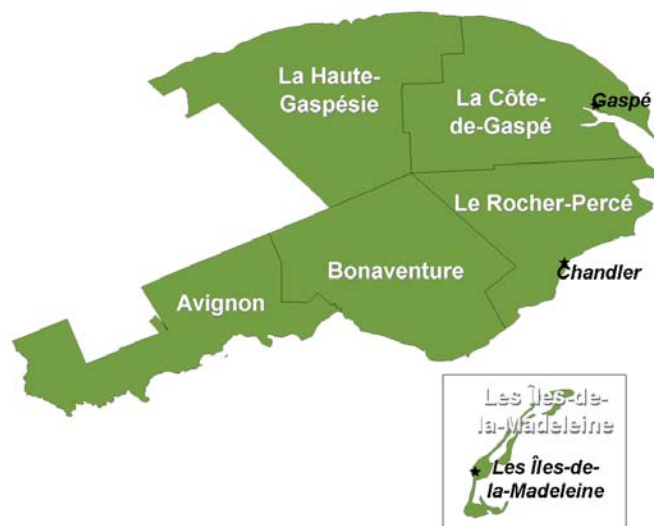 La Haute-
Gaspésie
La Côte-
de-Gaspé
Gaspé
Le Rocher-Percé
Chandler
Bonaventure
Avignon
Les Îles-de-
la-Madeleine
Les Îles-de-
la-Madeleine